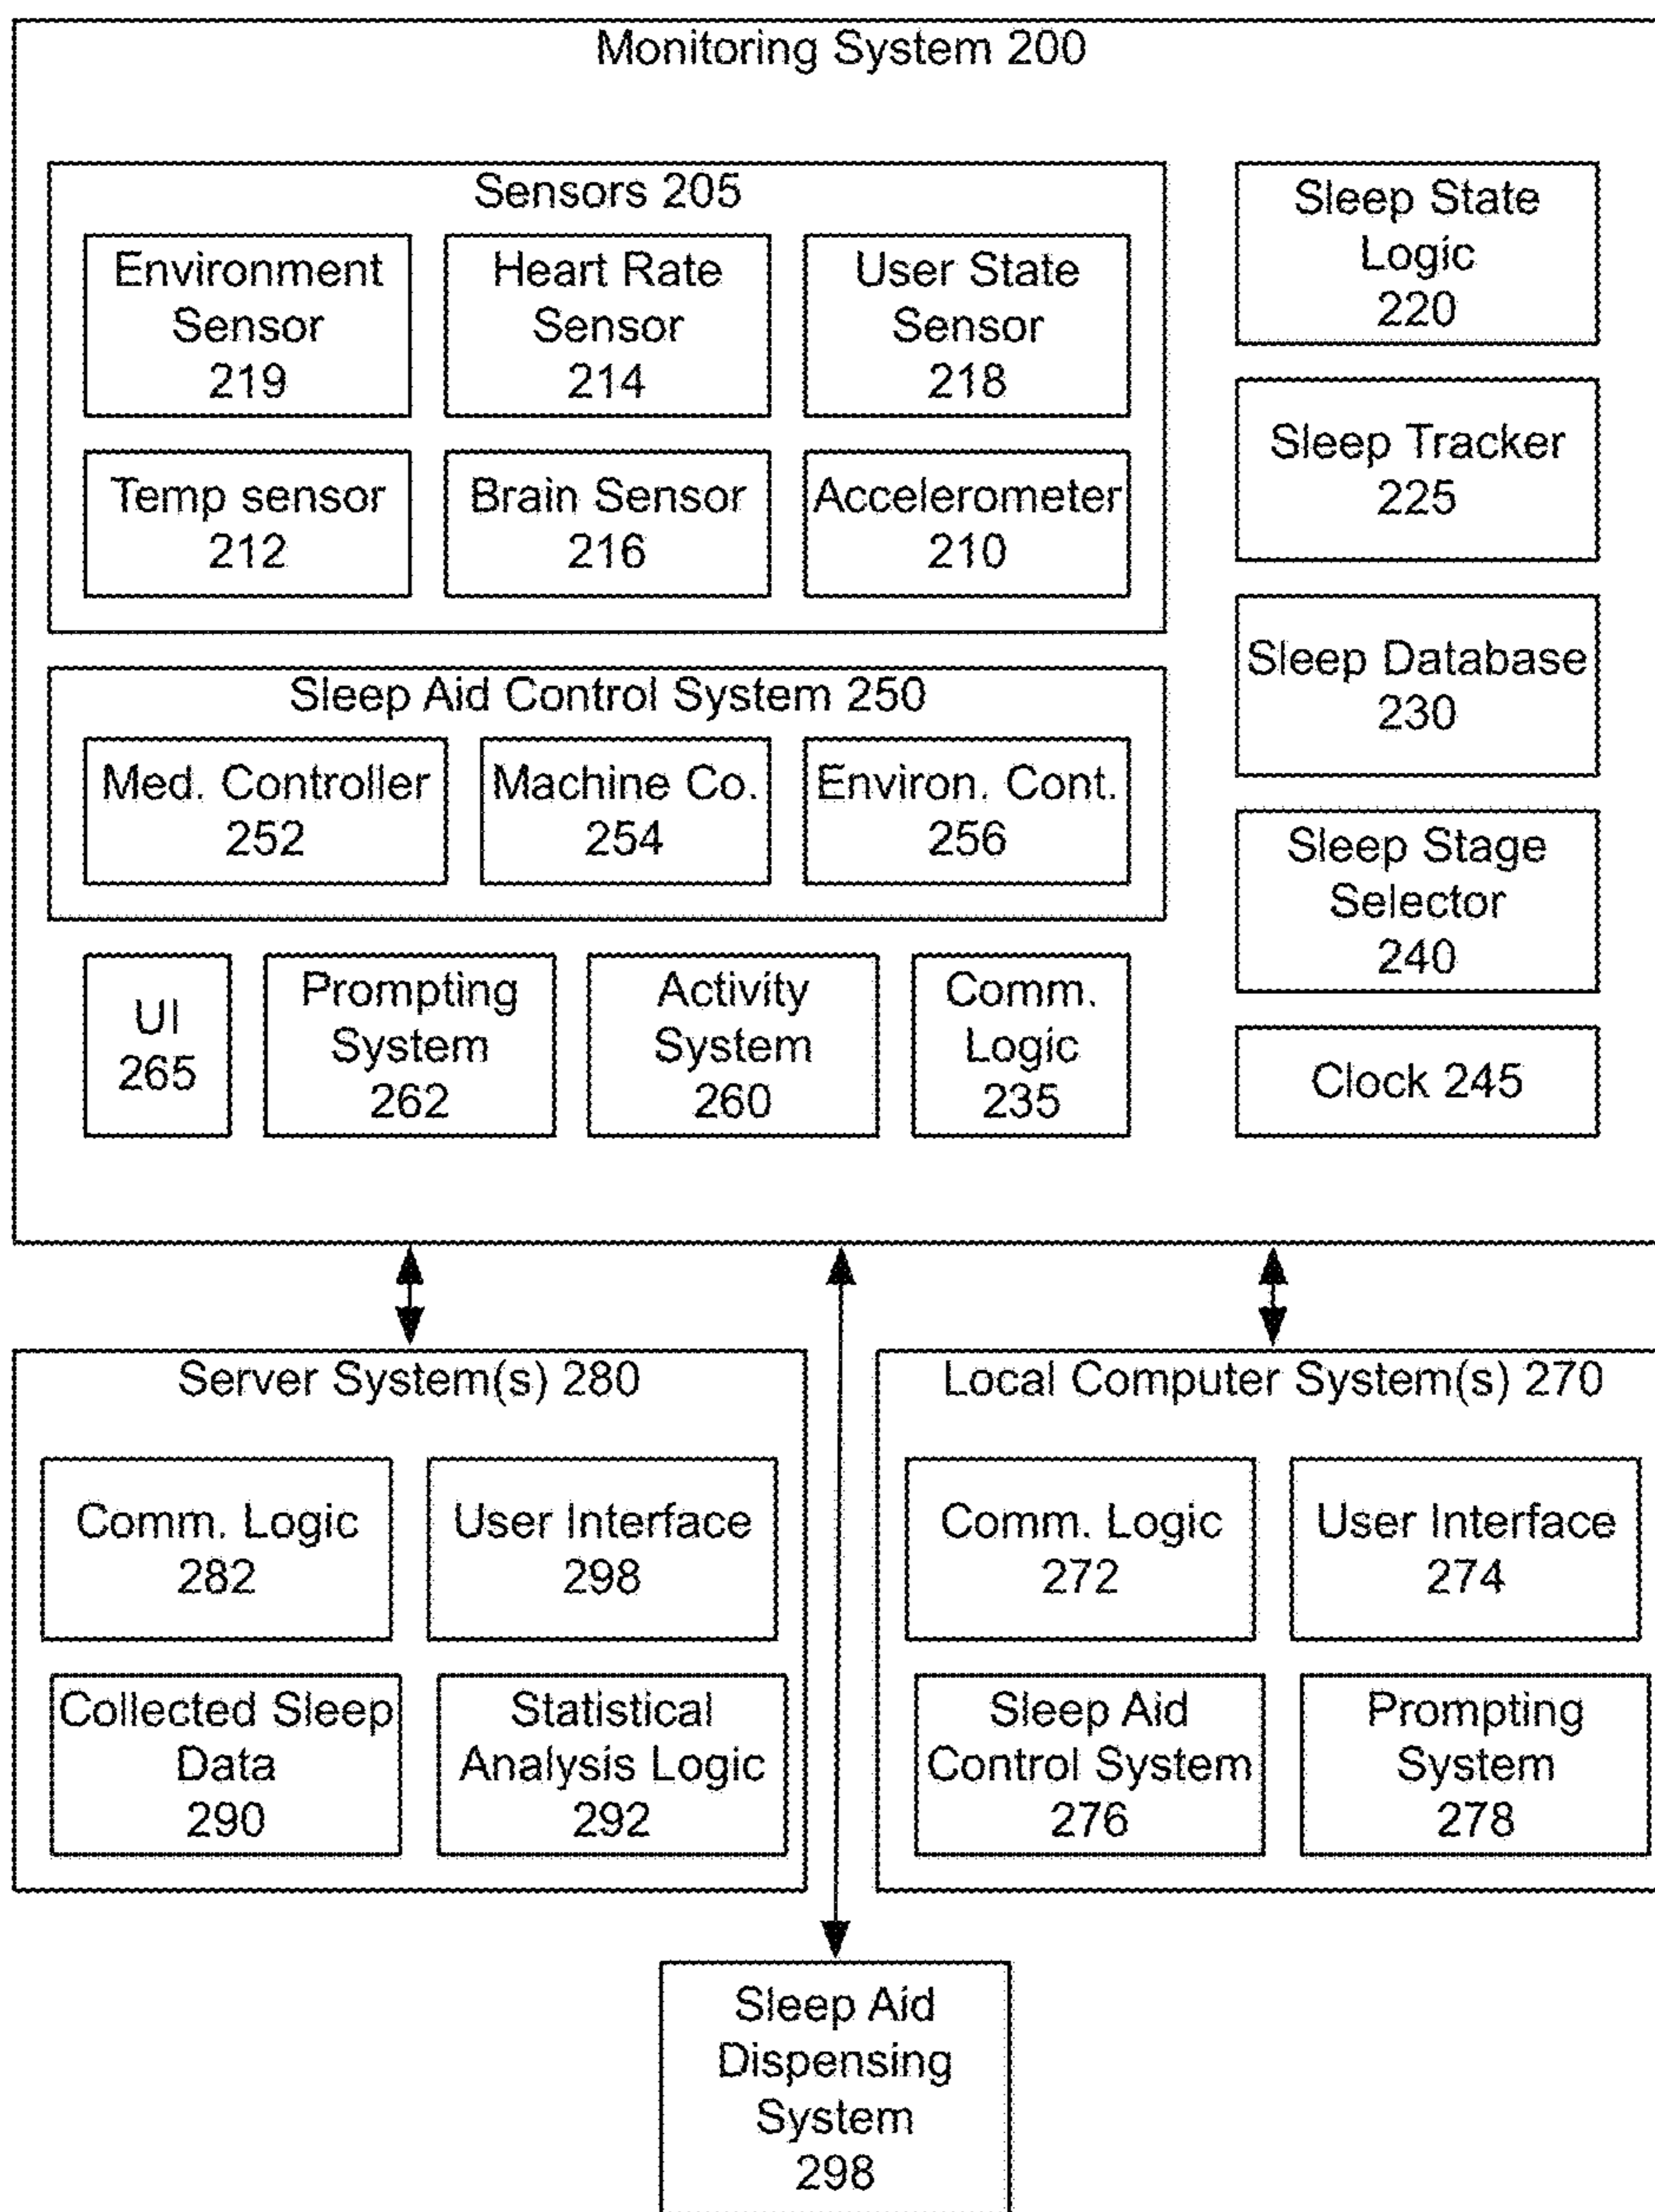 Monitoring System 200
Sensors 205
Environment
Sensor
219
Heart Rate
Sensor
214
User State
Sensor
218
Temp sensor
212
Brain Sensor
216
Accelerometer
210
Sleep Aid Control System 250
Med. Controller
252
Machine Co.
254
Environ. Cont.
256
UI
265
Prompting
System
262
Activity
System
260
Comm.
Logic
235
Sleep State
Logic
220
Sleep Tracker
225
Sleep Database
230
Sleep Stage
Selector
240
Clock 245
Server System(s) 280
Comm. Logic
282
User Interface
298
Collected Sleep
Data
290
Statistical
Analysis Logic
292
Local Computer System(s) 270
Comm. Logic
272
User Interface
274
Sleep Aid
Control System
276
Prompting
System
278
Sleep Aid
Dispensing
System
298